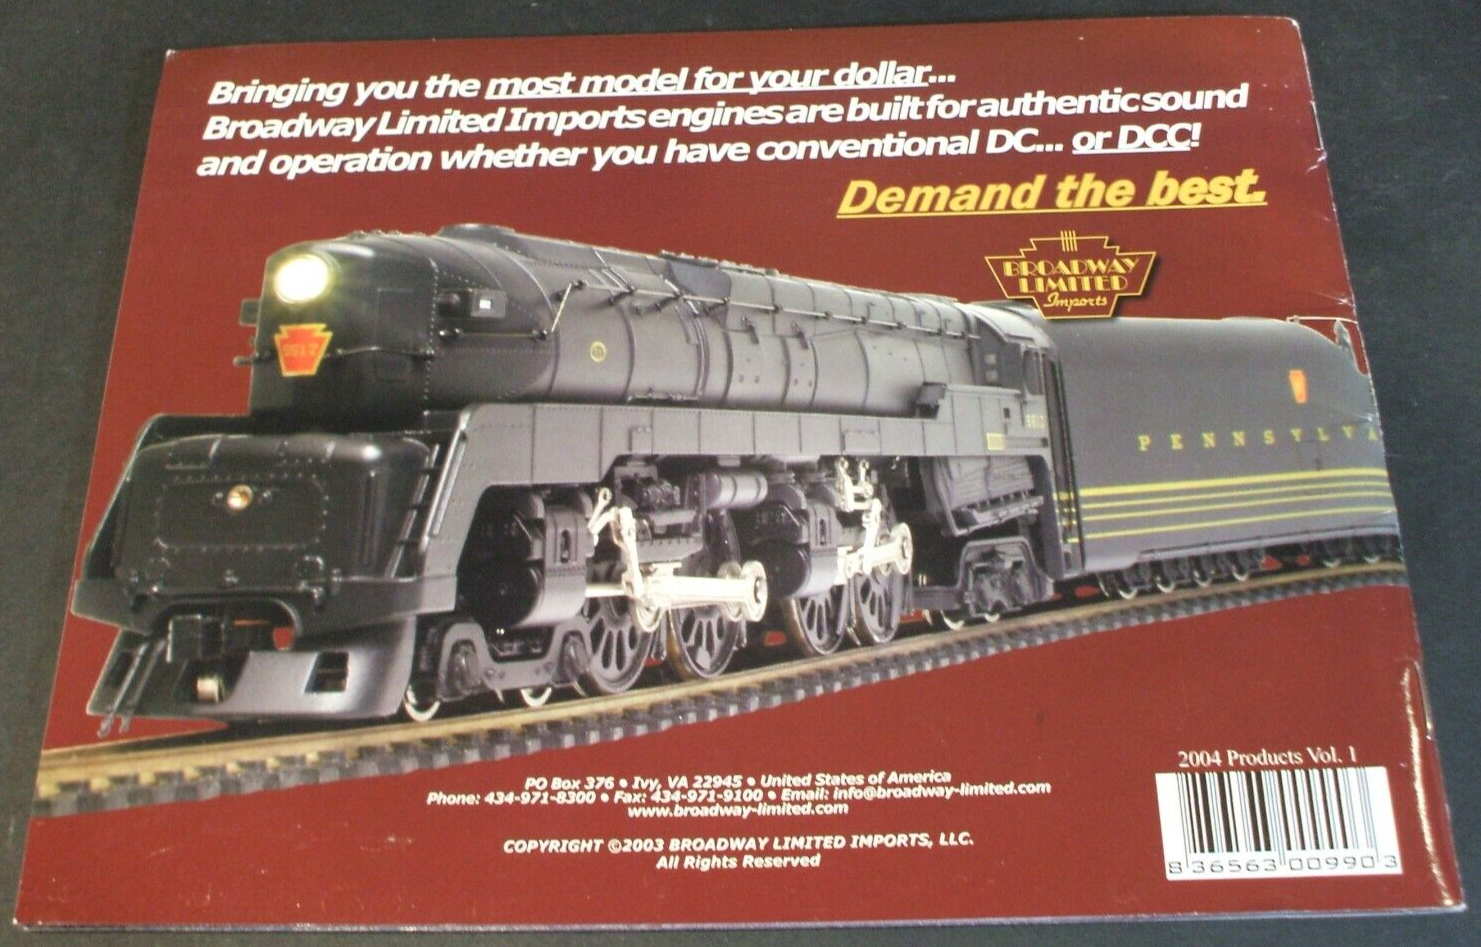 Bringing you the most model for your dollar...
Broadway Limited Imports engines are built for authentic sound
and operation whether you have conventional DC... or DCC!
Demand the best.
BROADWAY
LIMITED
Imports
5517
PENNSYLVA
2004 Products Vol. 1
PO Box 376 • Ivy, VA 22945 • United States of America
Phone: 434-971-8300 • Fax: 434-971-9100 • Email: info@broadway-limited.com
www.broadway-limited.com
COPYRIGHT ©2003 BROADWAY LIMITED IMPORTS, LLC.
All Rights Reserved
8 36563 00990 3